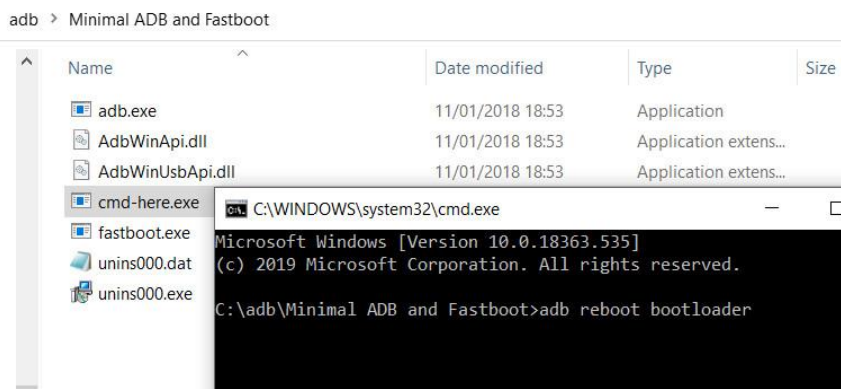 adb > Minimal ADB and Fastboot
Name Date modified Type Size
adb.exe 11/01/2018 18:53 Application
AdbWinApi.dll 11/01/2018 18:53 Application extens...
AdbWinUsbApi.dll 11/01/2018 18:53 Application extens...
cmd-here.exe
fastboot.exe
unins000.dat
unins000.exe
C:\WINDOWS\system32\cmd.exe
Microsoft Windows [Version 10.0.18363.535]
(c) 2019 Microsoft Corporation. All rights reserved.
C:\adb\Minimal ADB and Fastboot>adb reboot bootloader